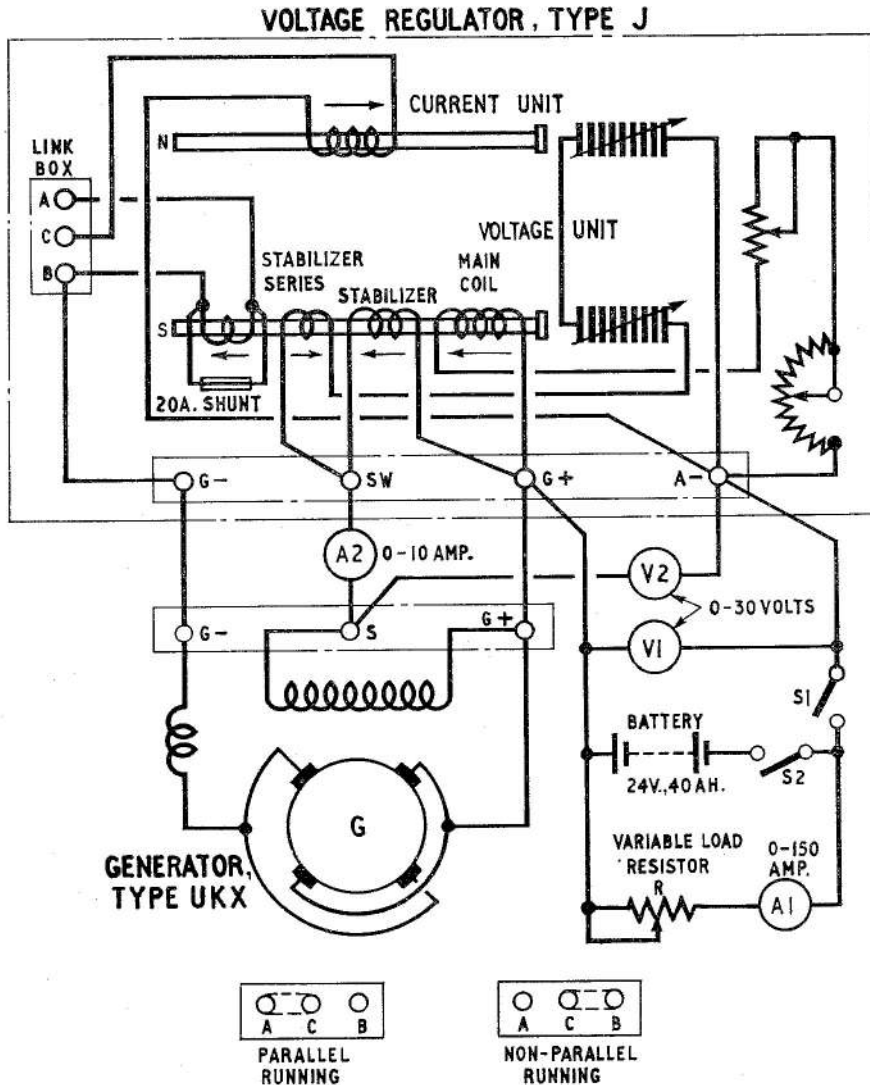 VOLTAGE REGULATOR, TYPE J
CURRENT UNIT
N
LINK
BOX
A
C
B
VOLTAGE UNIT
STABILIZER
SERIES
STABILIZER
MAIN
COIL
S
20A. SHUNT
G-
SW
G+
A-
A2
0-10 AMP.
V2
0-30 VOLTS
G-
S
G+
V1
S1
BATTERY
24V., 40AH.
S2
G
GENERATOR,
TYPE UKX
VARIABLE LOAD
RESISTOR
R
0-150
AMP.
A1
A C B
PARALLEL
RUNNING
A C B
NON-PARALLEL
RUNNING